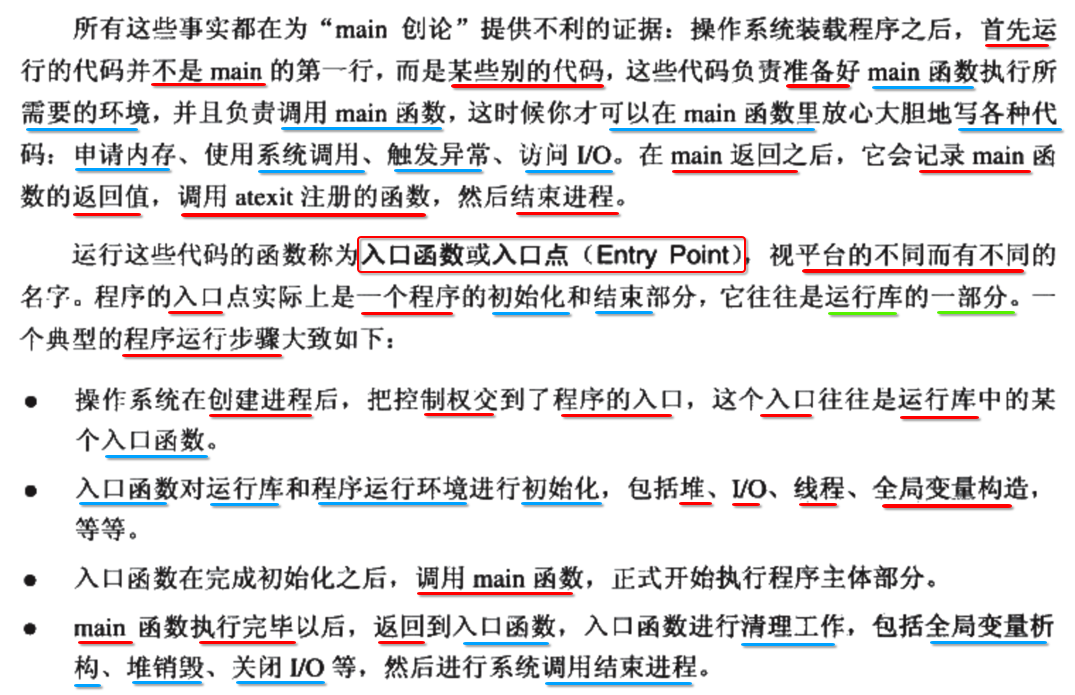 所有这些事实都在为“main 创论”提供不利的证据：操作系统装载程序之后，首先运
行的代码并不是 main 的第一行，而是某些别的代码，这些代码负责准备好 main 函数执行所
需要的环境，并且负责调用 main 函数，这时候你才可以在 main 函数里放心大胆地写各种代
码：申请内存、使用系统调用、触发异常、访问 I/O。在 main 返回之后，它会记录 main 函
数的返回值，调用 atexit 注册的函数，然后结束进程。
运行这些代码的函数称为入口函数或入口点（Entry Point），视平台的不同而有不同的
名字。程序的入口点实际上是一个程序的初始化和结束部分，它往往是运行库的一部分。一
个典型的程序运行步骤大致如下：
● 操作系统在创建进程后，把控制权交到了程序的入口，这个入口往往是运行库中的某
个入口函数。
● 入口函数对运行库和程序运行环境进行初始化，包括堆、I/O、线程、全局变量构造，
等等。
● 入口函数在完成初始化之后，调用 main 函数，正式开始执行程序主体部分。
● main 函数执行完毕以后，返回到入口函数，入口函数进行清理工作，包括全局变量析
构、堆销毁、关闭 I/O 等，然后进行系统调用结束进程。